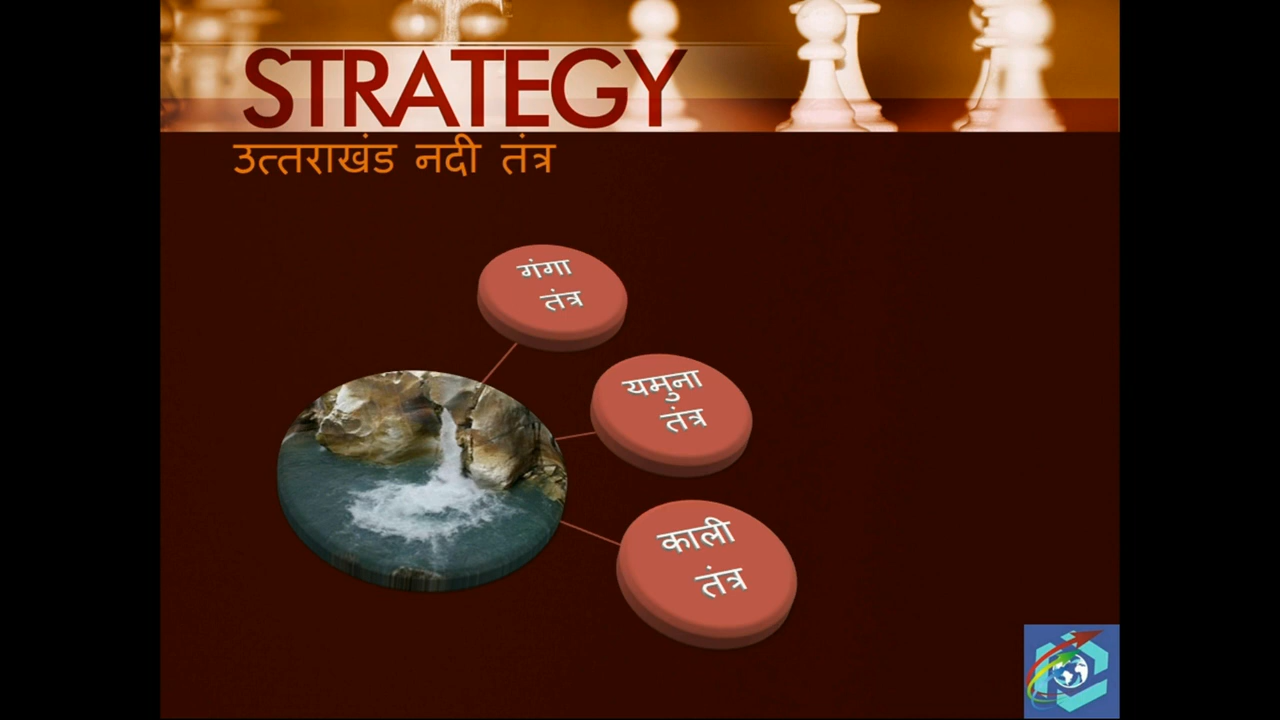 STRATEGY
उत्तराखंड नदी तंत्र
गंगा
तंत्र
यमुना
तंत्र
काली
तंत्र